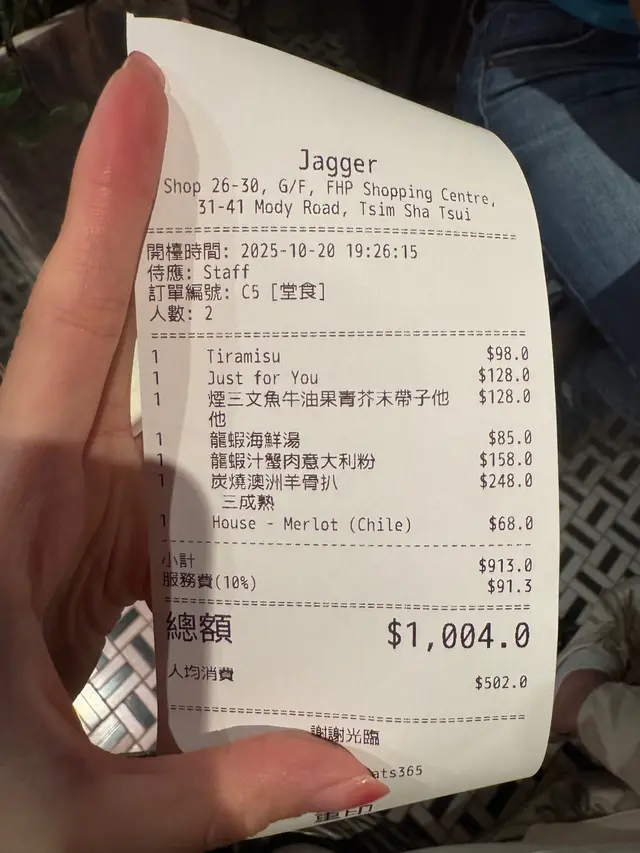 Jagger
Shop 26-30, G/F, FHP Shopping Centre,
31-41 Mody Road, Tsim Sha Tsui
開檯時間: 2025-10-20 19:26:15
侍應: Staff
訂單編號: C5 [堂食]
人數: 2
1 Tiramisu $98.0
1 Just for You $128.0
1 煙三文魚牛油果青芥末帶子他 $128.0
他
1 龍蝦海鮮湯 $85.0
1 龍蝦汁蟹肉意大利粉 $158.0
1 炭燒澳洲羊骨扒 $248.0
三成熟
1 House - Merlot (Chile) $68.0
小計 $913.0
服務費(10%) $91.3
總額 $1,004.0
人均消費 $502.0
謝謝光臨
ats365
重印